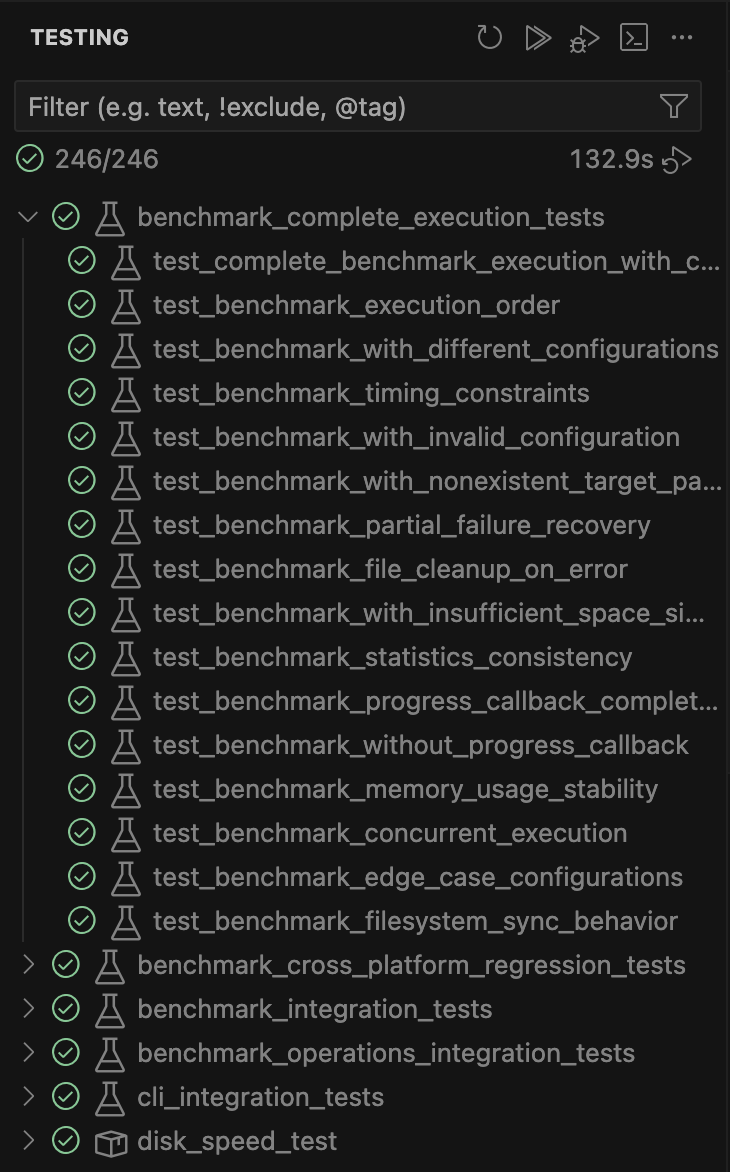 TESTING
Filter (e.g. text, !exclude, @tag)
246/246 132.9s
benchmark_complete_execution_tests
test_complete_benchmark_execution_with_c...
test_benchmark_execution_order
test_benchmark_with_different_configurations
test_benchmark_timing_constraints
test_benchmark_with_invalid_configuration
test_benchmark_with_nonexistent_target_pa...
test_benchmark_partial_failure_recovery
test_benchmark_file_cleanup_on_error
test_benchmark_with_insufficient_space_si...
test_benchmark_statistics_consistency
test_benchmark_progress_callback_complet...
test_benchmark_without_progress_callback
test_benchmark_memory_usage_stability
test_benchmark_concurrent_execution
test_benchmark_edge_case_configurations
test_benchmark_filesystem_sync_behavior
benchmark_cross_platform_regression_tests
benchmark_integration_tests
benchmark_operations_integration_tests
cli_integration_tests
disk_speed_test